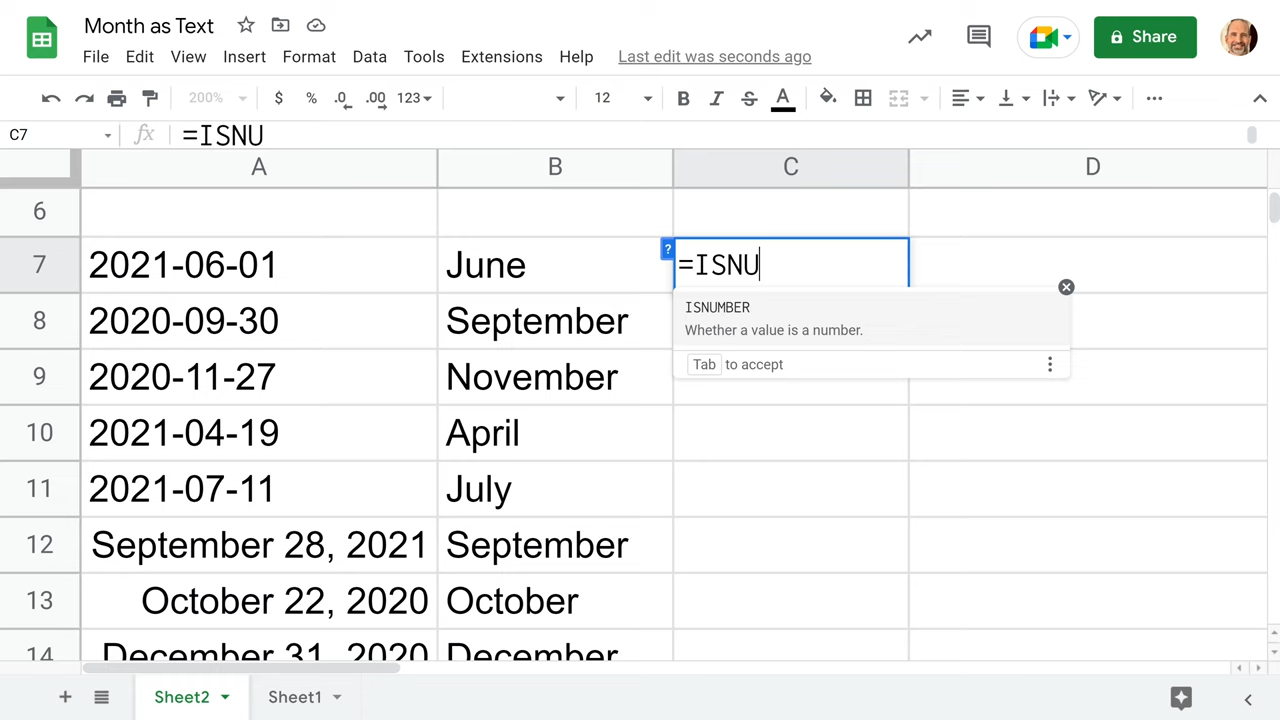 Month as Text
File Edit View Insert Format Data Tools Extensions Help Last edit was seconds ago
Share
200% $ % .0 .00 123 12 B I S A
C7 fx =ISNU
A B C D
6
7 2021-06-01 June ? =ISNU
ISNUMBER
8 2020-09-30 September Whether a value is a number.
9 2020-11-27 November Tab to accept
10 2021-04-19 April
11 2021-07-11 July
12 September 28, 2021 September
13 October 22, 2020 October
14 December 31, 2020 December
+ Sheet2 Sheet1